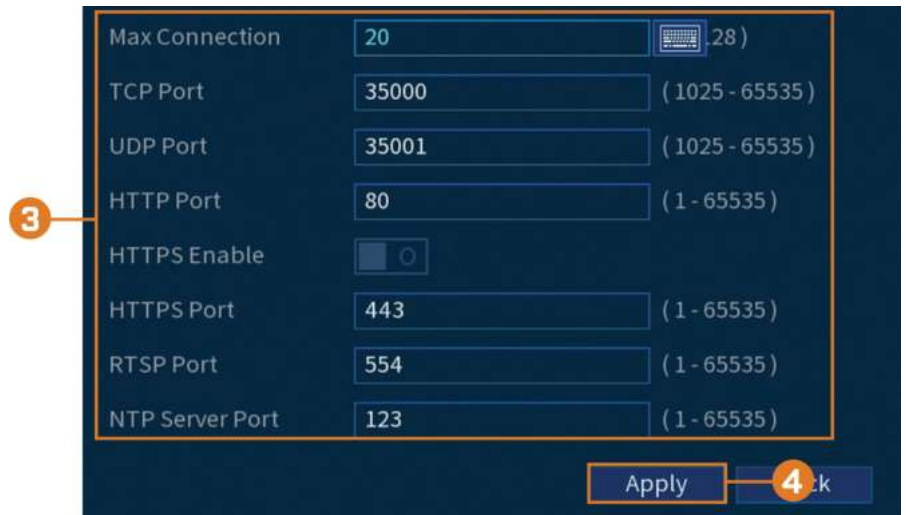 Max Connection 20 28 )
TCP Port 35000 ( 1025 - 65535 )
UDP Port 35001 ( 1025 - 65535 )
HTTP Port 80 ( 1 - 65535 )
3
HTTPS Enable
HTTPS Port 443 ( 1 - 65535 )
RTSP Port 554 ( 1 - 65535 )
NTP Server Port 123 ( 1 - 65535 )
Apply 4 k